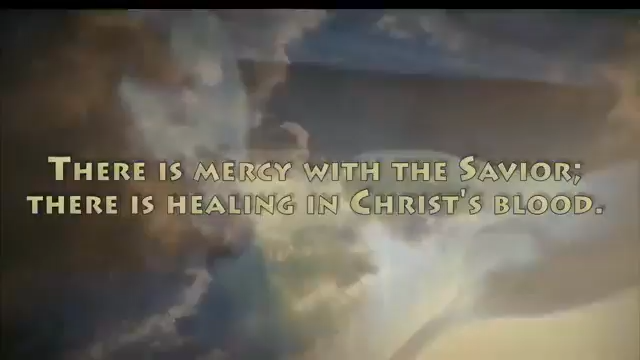 There is mercy with the Savior;
there is healing in Christ's blood.